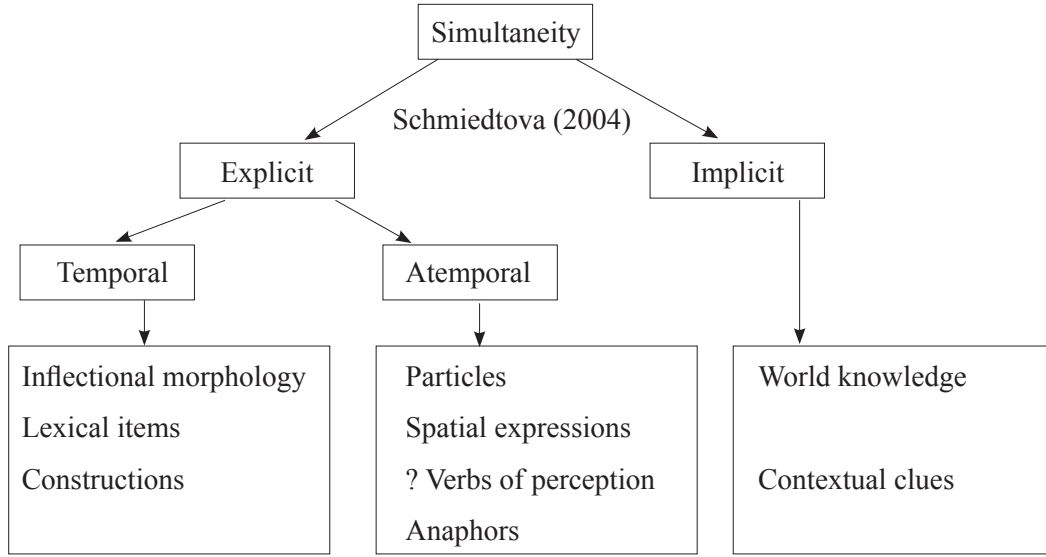 Simultaneity
Schmiedtova (2004)
Explicit
Implicit
Temporal
Atemporal
Inflectional morphology
Lexical items
Constructions
Particles
Spatial expressions
? Verbs of perception
Anaphors
World knowledge
Contextual clues